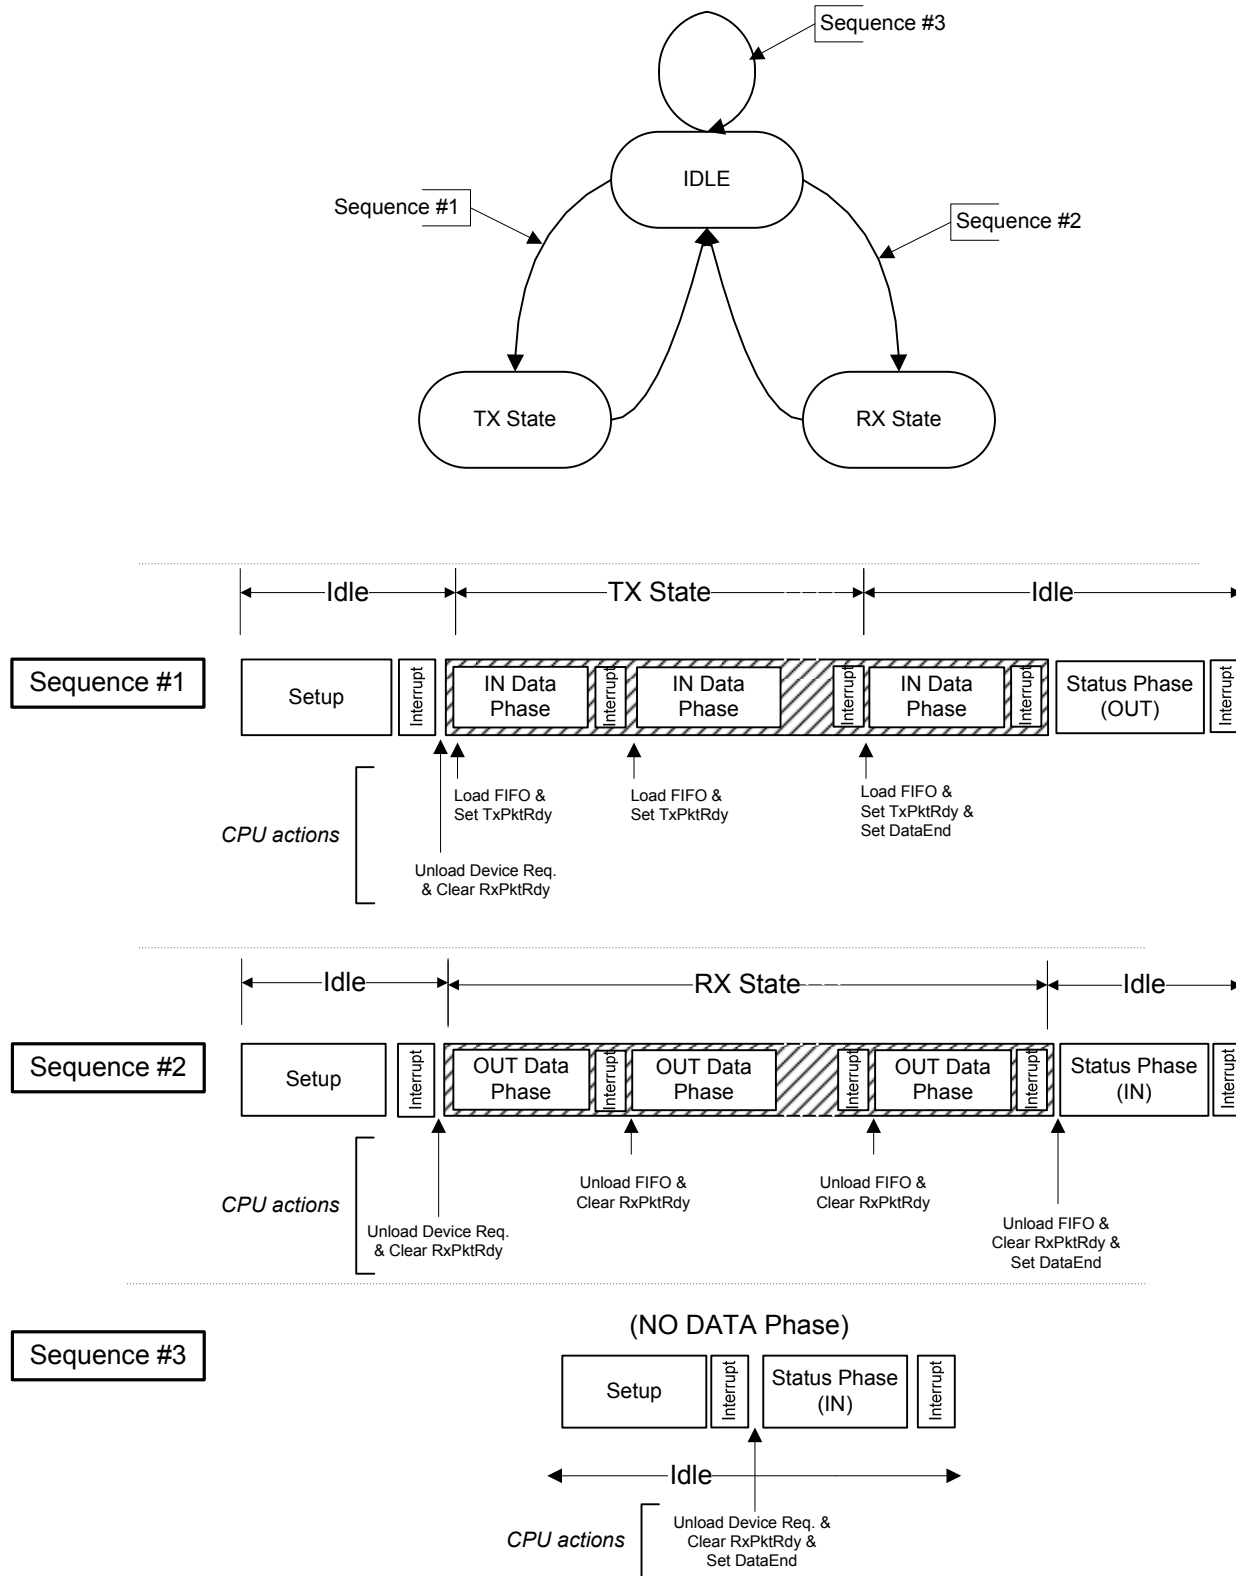 Sequence #3
IDLE
Sequence #1
Sequence #2
TX State
RX State
Idle
TX State
Idle
Sequence #1
Setup
Interrupt
IN Data
Phase
Interrupt
IN Data
Phase
Interrupt
IN Data
Phase
Interrupt
Status Phase
(OUT)
Interrupt
CPU actions
Load FIFO &
Set TxPktRdy
Load FIFO &
Set TxPktRdy
Load FIFO &
Set TxPktRdy &
Set DataEnd
Unload Device Req.
& Clear RxPktRdy
Idle
RX State
Idle
Sequence #2
Setup
Interrupt
OUT Data
Phase
Interrupt
OUT Data
Phase
Interrupt
OUT Data
Phase
Interrupt
Status Phase
(IN)
Interrupt
CPU actions
Unload Device Req.
& Clear RxPktRdy
Unload FIFO &
Clear RxPktRdy
Unload FIFO &
Clear RxPktRdy
Unload FIFO &
Clear RxPktRdy &
Set DataEnd
Sequence #3
(NO DATA Phase)
Setup
Interrupt
Status Phase
(IN)
Interrupt
Idle
CPU actions
Unload Device Req. &
Clear RxPktRdy &
Set DataEnd